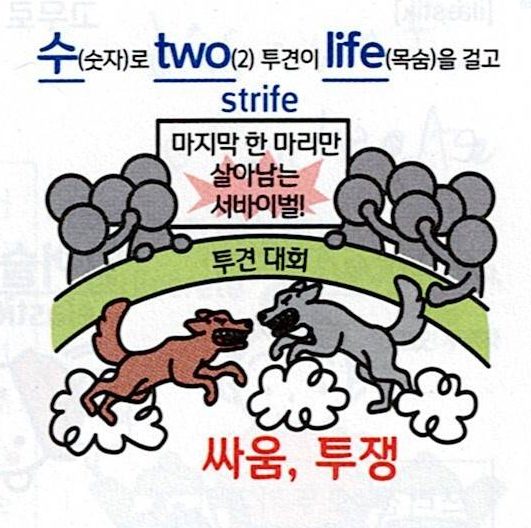 수(숫자)로 two(2) 투견이 life(목숨)을 걸고
strife
마지막 한 마리만
살아남는
서바이벌!
투견 대회
싸움, 투쟁